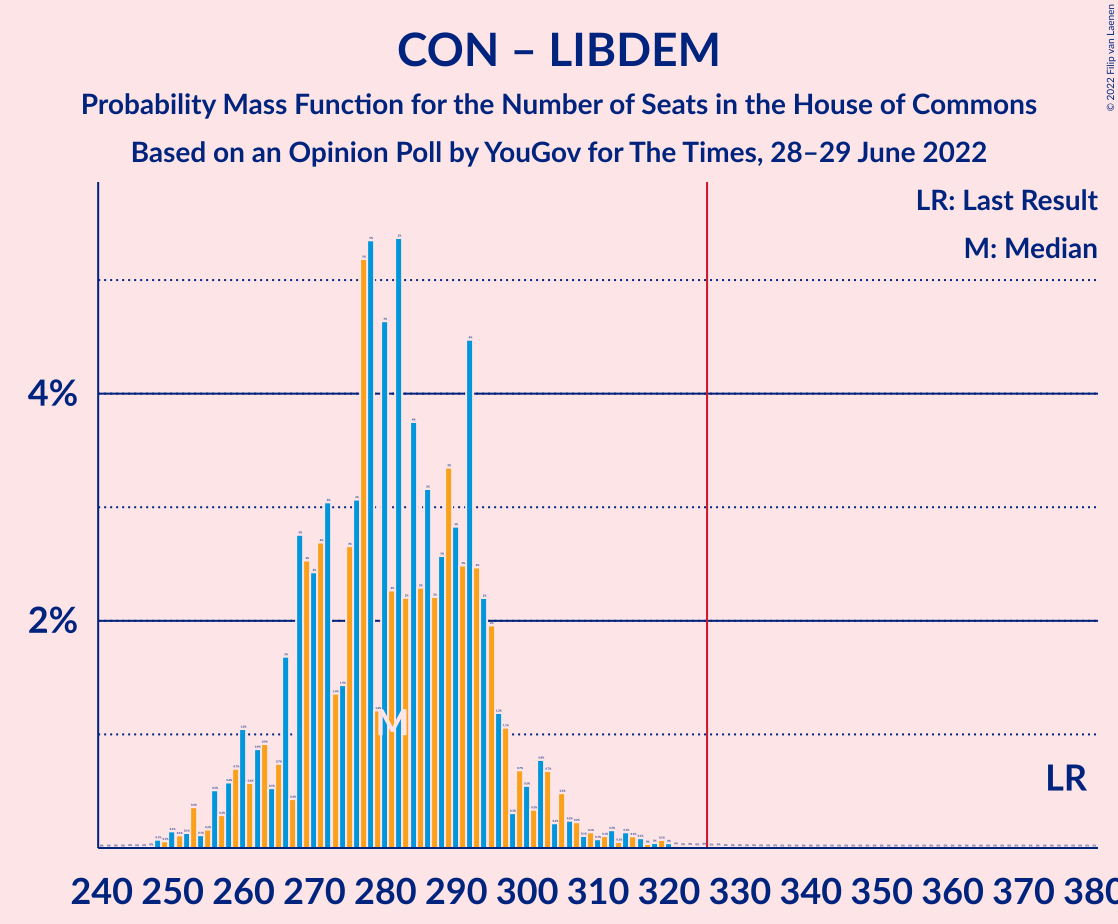 CON – LIBDEM
Probability Mass Function for the Number of Seats in the House of Commons
Based on an Opinion Poll by YouGov for The Times, 28–29 June 2022
© 2022 Filip van Laenen
LR: Last Result
M: Median
4%
2%
M
LR
240 250 260 270 280 290 300 310 320 330 340 350 360 370 380